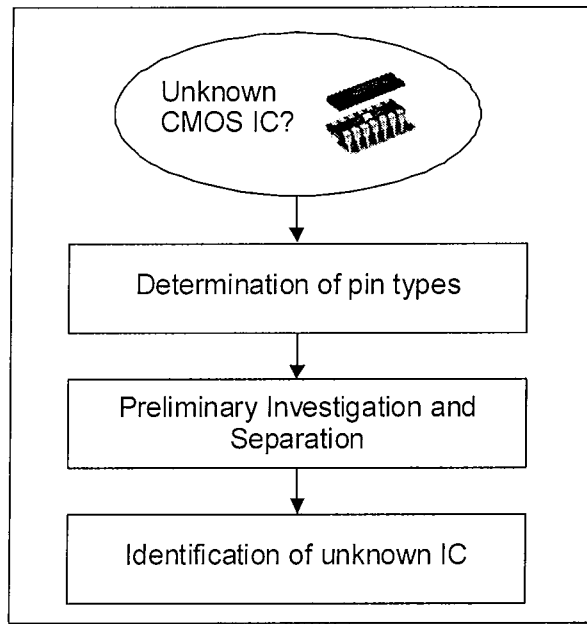 Unknown
CMOS IC?
Determination of pin types
Preliminary Investigation and
Separation
Identification of unknown IC